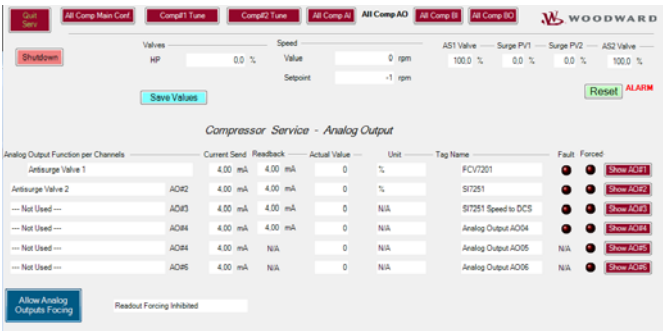 Quit Serv
All Comp Main Conf
Compl#1 Tune
Compl#2 Tune
All Comp AI
All Comp AO
All Comp BI
All Comp BO
WOODWARD
Shutdown
Valves
HP 0,0 %
Save Values
Speed
Value 0 rpm
Setpoint -1 rpm
AS1 Valve Surge PV1 Surge PV2 AS2 Valve
100,0 % 0,0 % 0,0 % 100,0 %
Reset ALARM
Compressor Service - Analog Output
Analog Output Function per Channels Current Send Readback Actual Value Unit Tag Name Fault Forced
Antisurge Valve 1 4,00 mA 4,00 mA 0 % FCV7201 Show AO#1
Antisurge Valve 2 AO#2 4,00 mA 4,00 mA 0 % SI7251 Show AO#2
--- Not Used --- AO#3 4,00 mA 4,00 mA 0 N/A SI7251 Speed to DCS Show AO#3
--- Not Used --- AO#4 4,00 mA 4,00 mA 0 N/A Analog Output AO04 Show AO#4
--- Not Used --- AO#4 4,00 mA N/A 0 N/A Analog Output AO05 N/A Show AO#5
--- Not Used --- AO#6 4,00 mA N/A 0 N/A Analog Output AO06 N/A Show AO#6
Allow Analog
Outputs Focing
Readout Forcing Inhibited